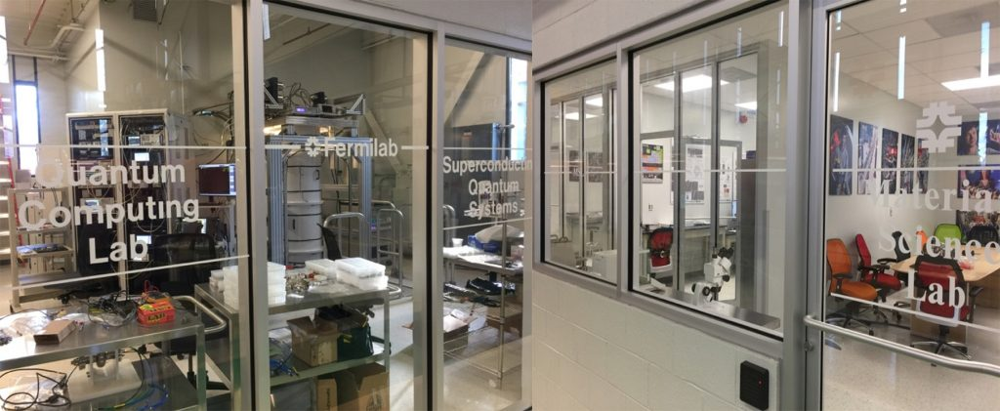 Quantum
Computing
Lab
Fermilab
Superconducting
Quantum
Systems
Materials
Science
Lab